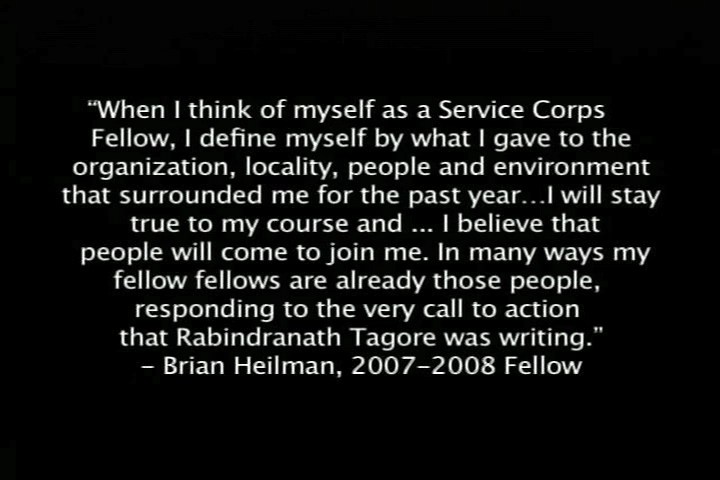 “When I think of myself as a Service Corps
Fellow, I define myself by what I gave to the
organization, locality, people and environment
that surrounded me for the past year...I will stay
true to my course and ... I believe that
people will come to join me. In many ways my
fellow fellows are already those people,
responding to the very call to action
that Rabindranath Tagore was writing.”
– Brian Heilman, 2007–2008 Fellow